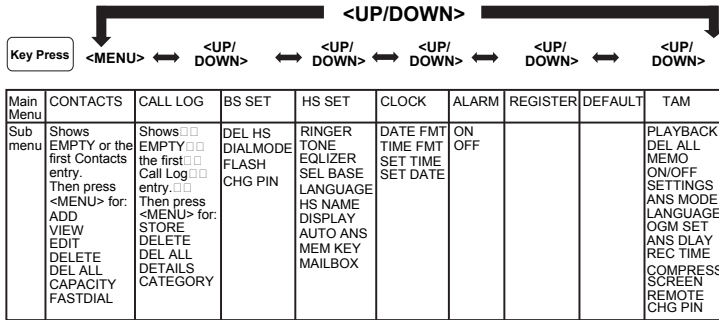 <UP/DOWN>
Key Press
<MENU>
<UP/
DOWN>
<UP/
DOWN>
<UP/
DOWN>
<UP/
DOWN>
<UP/
DOWN>
Main
Menu
CONTACTS
CALL LOG
BS SET
HS SET
CLOCK
ALARM
REGISTER
DEFAULT
TAM
Sub
menu
Shows
EMPTY or the
first Contacts
entry.
Then press
<MENU> for:
ADD
VIEW
EDIT
DELETE
DEL ALL
CAPACITY
FASTDIAL
Shows□□
EMPTY□□
the first□□
Call Log□□
entry.□□
Then press
<MENU> for:
STORE
DELETE
DEL ALL
DETAILS
CATEGORY
DEL HS
DIALMODE
FLASH
CHG PIN
RINGER
TONE
EQLIZER
SEL BASE
LANGUAGE
HS NAME
DISPLAY
AUTO ANS
MEM KEY
MAILBOX
DATE FMT
TIME FMT
SET TIME
SET DATE
ON
OFF
PLAYBACK
DEL ALL
MEMO
ON/OFF
SETTINGS
ANS MODE
LANGUAGE
OGM SET
ANS DLAY
REC TIME
COMPRESS
SCREEN
REMOTE
CHG PIN